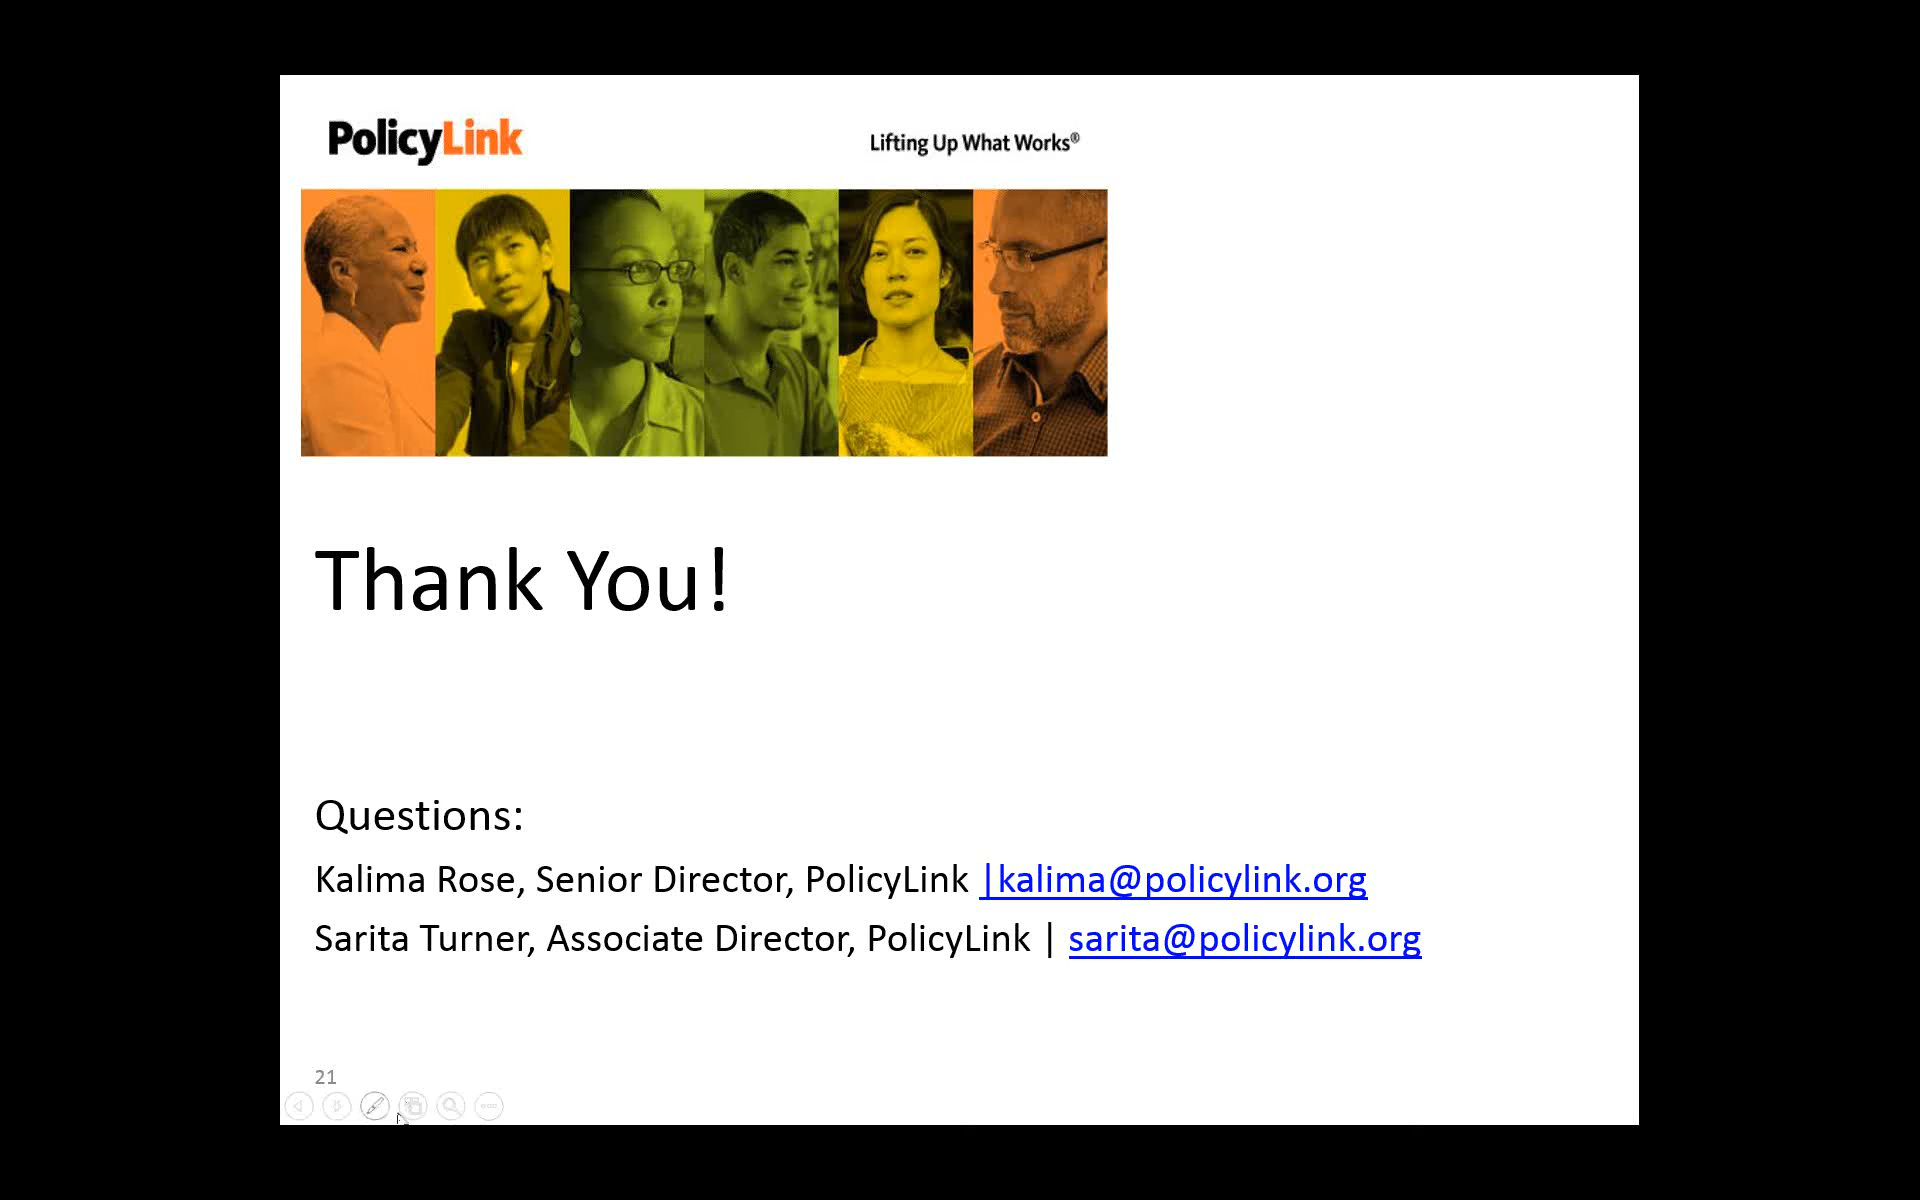 PolicyLink
Lifting Up What Works®
Thank You!
Questions:
Kalima Rose, Senior Director, PolicyLink |kalima@policylink.org
Sarita Turner, Associate Director, PolicyLink | sarita@policylink.org
21